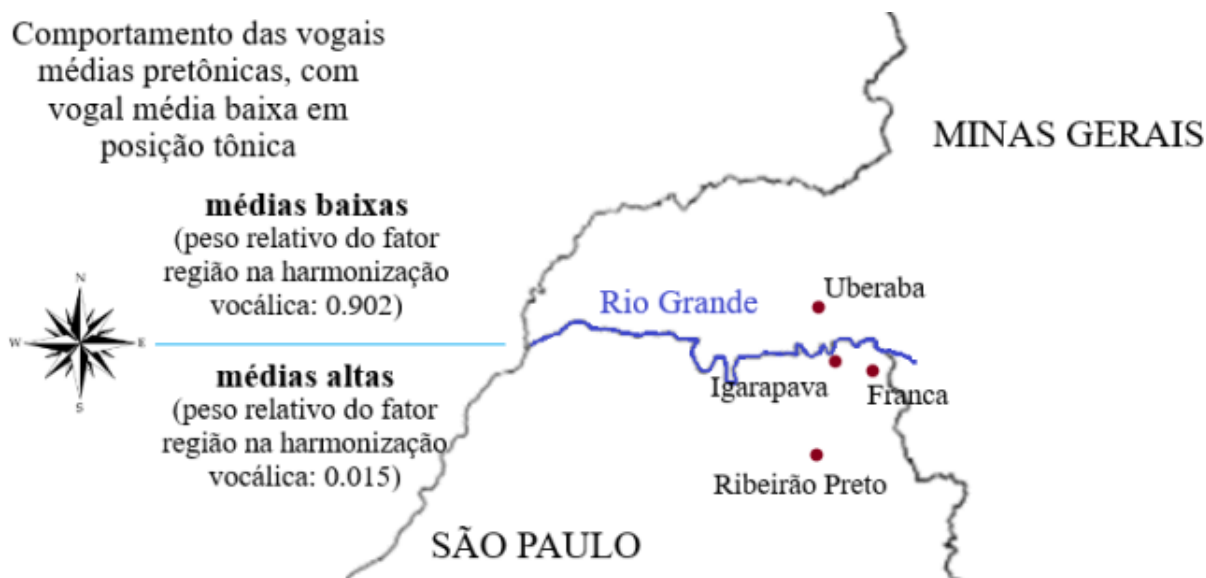 Comportamento das vogais
médias pretônicas, com
vogal média baixa em
posição tônica
MINAS GERAIS
médias baixas
(peso relativo do fator
região na harmonização
vocálica: 0.902)
N
W
E
S
médias altas
(peso relativo do fator
região na harmonização
vocálica: 0.015)
Rio Grande
Uberaba
Igarapava
Franca
Ribeirão Preto
SÃO PAULO